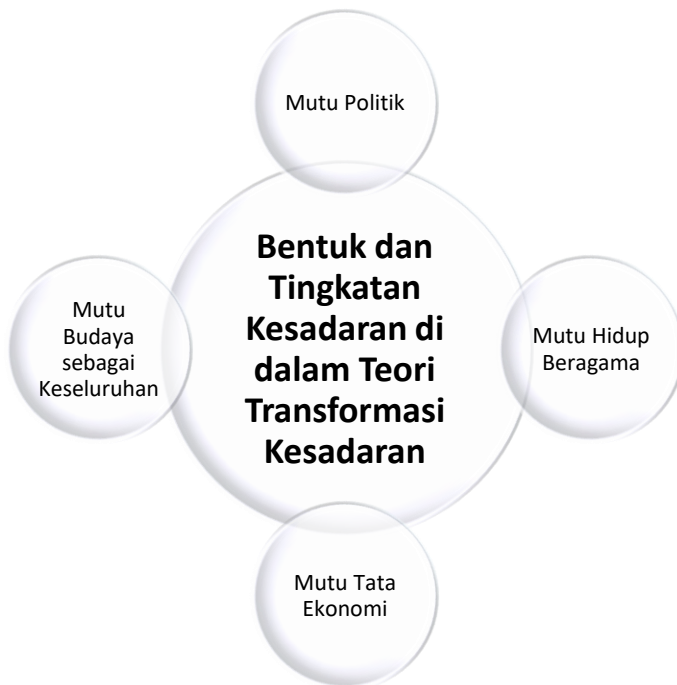 Mutu Politik
Bentuk dan
Tingkatan
Kesadaran di
dalam Teori
Transformasi
Kesadaran
Mutu
Budaya
sebagai
Keseluruhan
Mutu Hidup
Beragama
Mutu Tata
Ekonomi